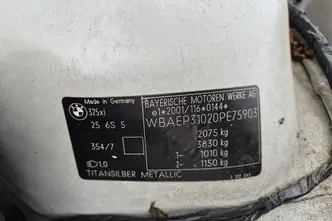 Made in Germany
325xi
25 6S S
354/7
1.0
TITANSILBER METALLIC
BAYERISCHE MOTOREN WERKE AG
e1*2001/116*0144*
WBAEP31020PE75903
2075 kg
3830 kg
1- 1010 kg
2- 1150 kg